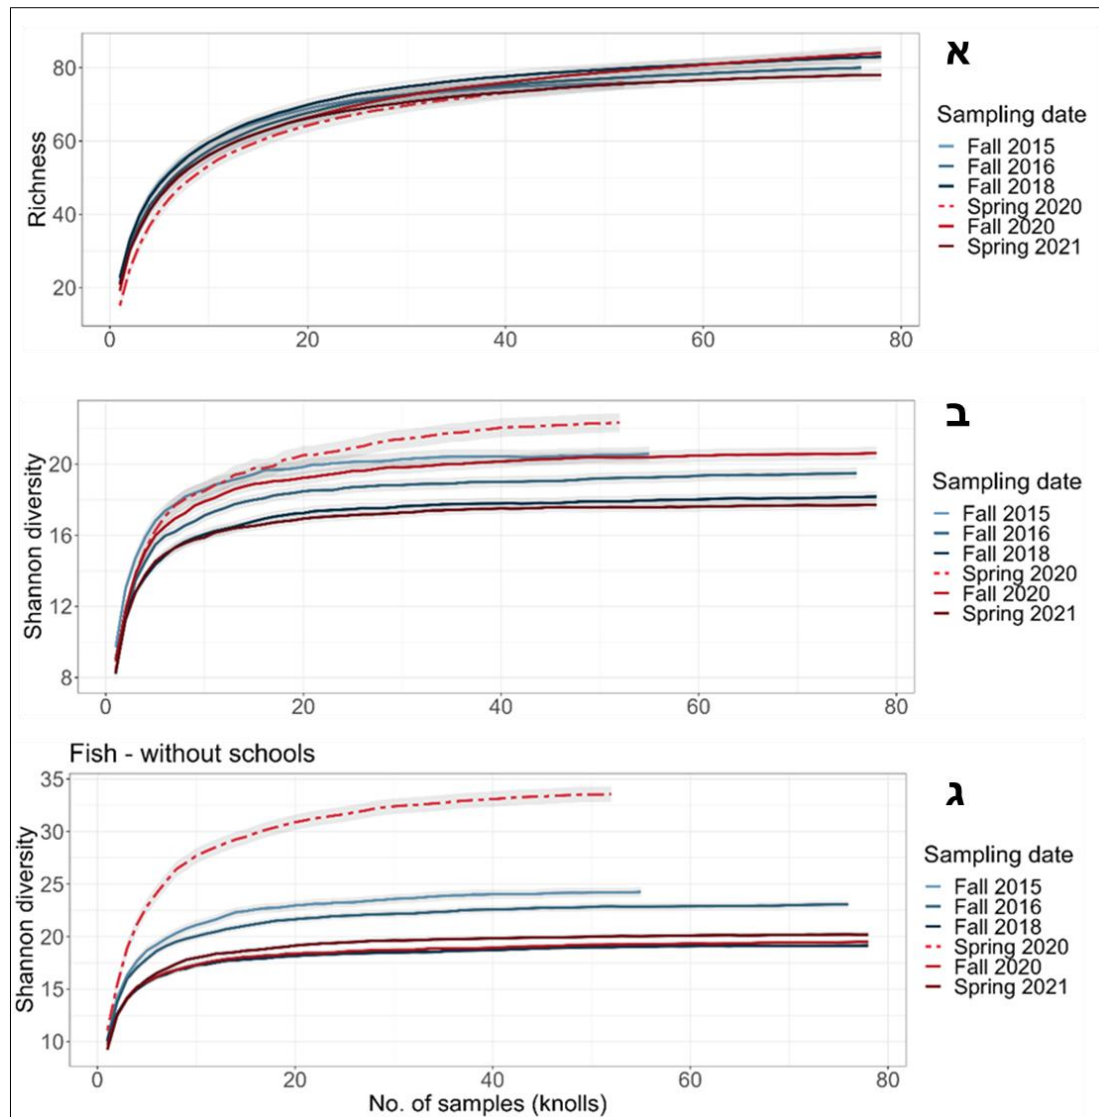 א
80
60
40
20
Richness
0 20 40 60 80
Sampling date
Fall 2015
Fall 2016
Fall 2018
Spring 2020
Fall 2020
Spring 2021
ב
20
16
12
8
Shannon diversity
0 20 40 60 80
Sampling date
Fall 2015
Fall 2016
Fall 2018
Spring 2020
Fall 2020
Spring 2021
Fish - without schools
ג
35
30
25
20
15
10
Shannon diversity
0 20 40 60 80
No. of samples (knolls)
Sampling date
Fall 2015
Fall 2016
Fall 2018
Spring 2020
Fall 2020
Spring 2021